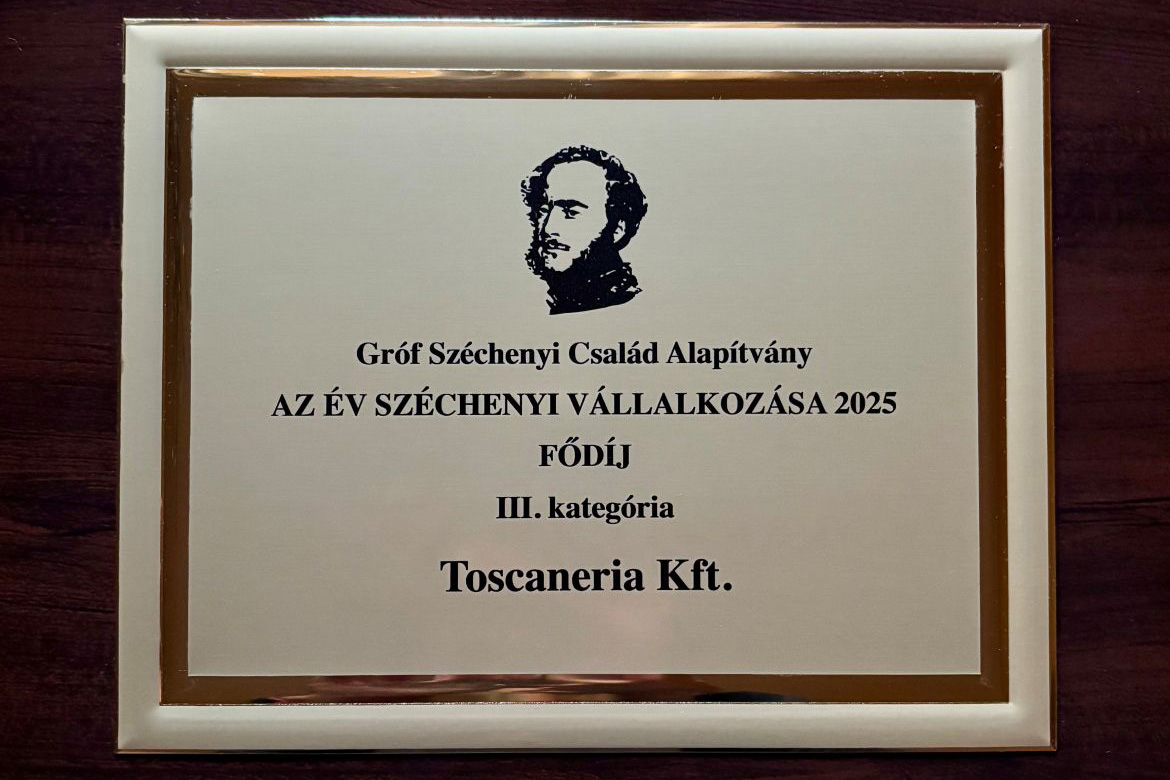 Gróf Széchenyi Család Alapítvány
AZ ÉV SZÉCHENYI VÁLLALKOZÁSA 2025
FŐDÍJ
III. kategória
Toscaneria Kft.